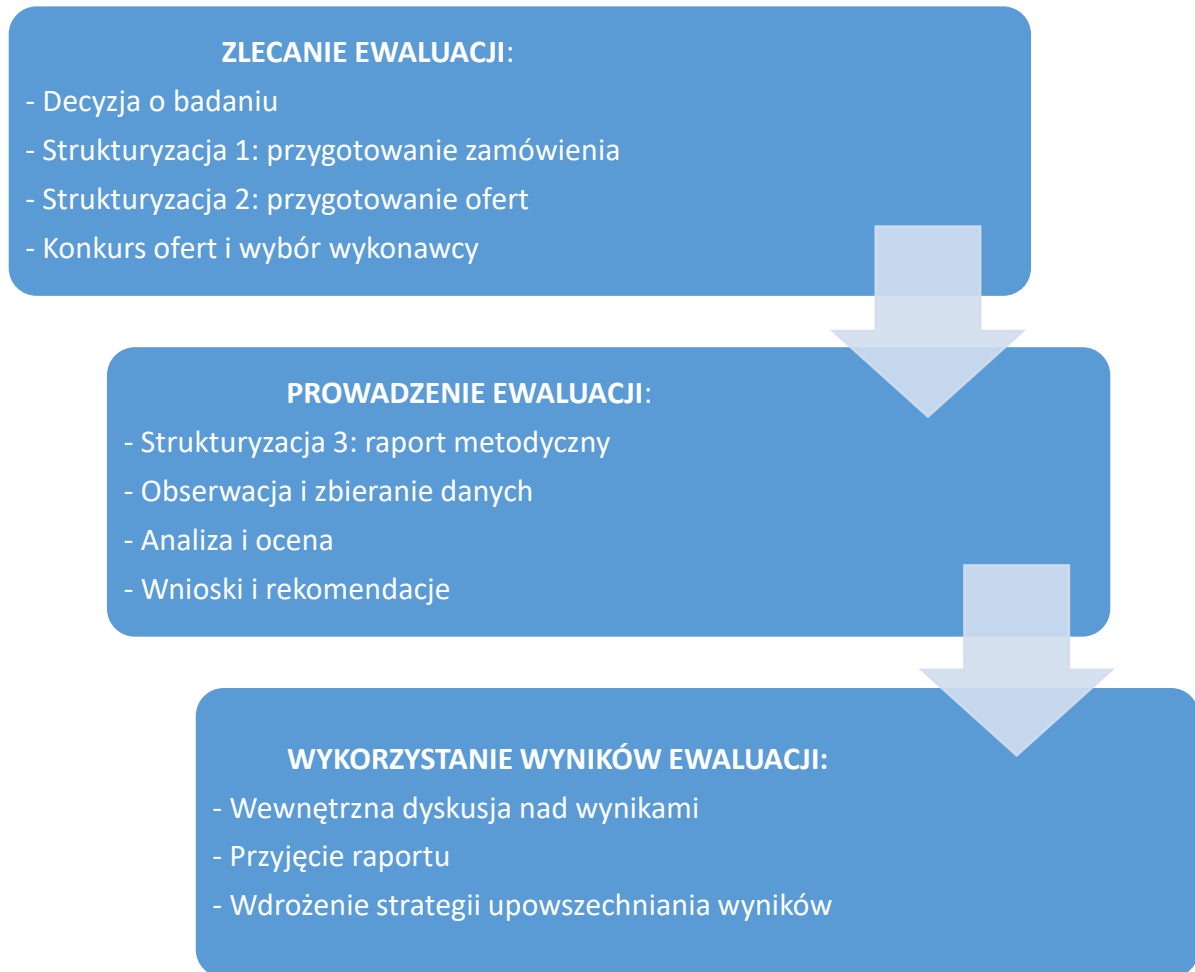 ZLECANIE EWALUACJI:
- Decyzja o badaniu
- Strukturyzacja 1: przygotowanie zamówienia
- Strukturyzacja 2: przygotowanie ofert
- Konkurs ofert i wybór wykonawcy
PROWADZENIE EWALUACJI:
- Strukturyzacja 3: raport metodyczny
- Obserwacja i zbieranie danych
- Analiza i ocena
- Wnioski i rekomendacje
WYKORZYSTANIE WYNIKÓW EWALUACJI:
- Wewnętrzna dyskusja nad wynikami
- Przyjęcie raportu
- Wdrożenie strategii upowszechniania wyników